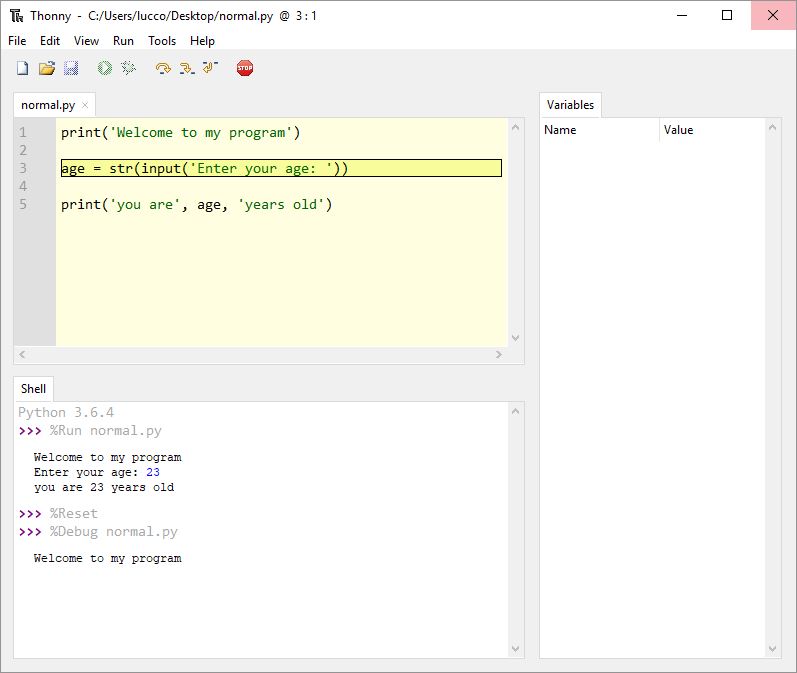 Thonny - C:/Users/lucco/Desktop/normal.py @ 3:1
File Edit View Run Tools Help
STOP
normal.py ×
1 print('Welcome to my program')
2
3 age = str(input('Enter your age: '))
4
5 print('you are', age, 'years old')
Shell
Python 3.6.4
>>> %Run normal.py
Welcome to my program
Enter your age: 23
you are 23 years old
>>> %Reset
>>> %Debug normal.py
Welcome to my program
Variables
Name Value